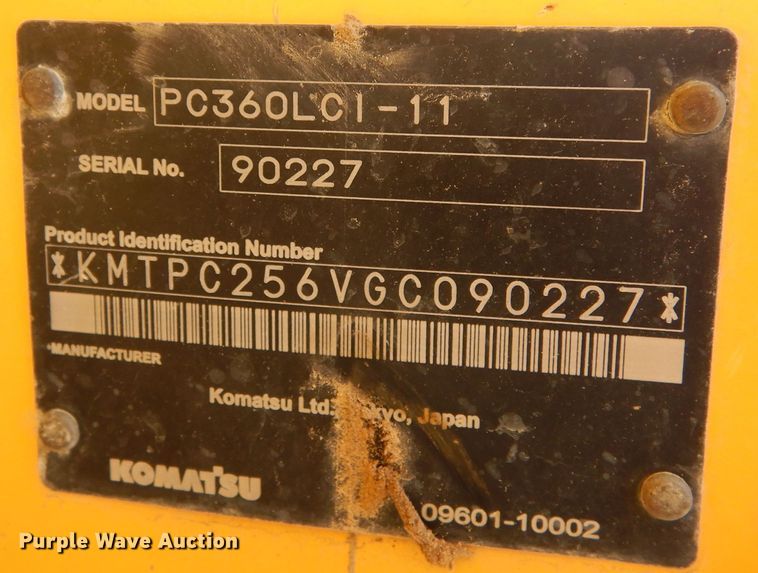 MODEL PC360LCI-11
SERIAL No. 90227
Product Identification Number
*KMTPC256VGC090227*
MANUFACTURER
Komatsu Ltd. Japan
KOMATSU
09601-10002
Purple Wave Auction